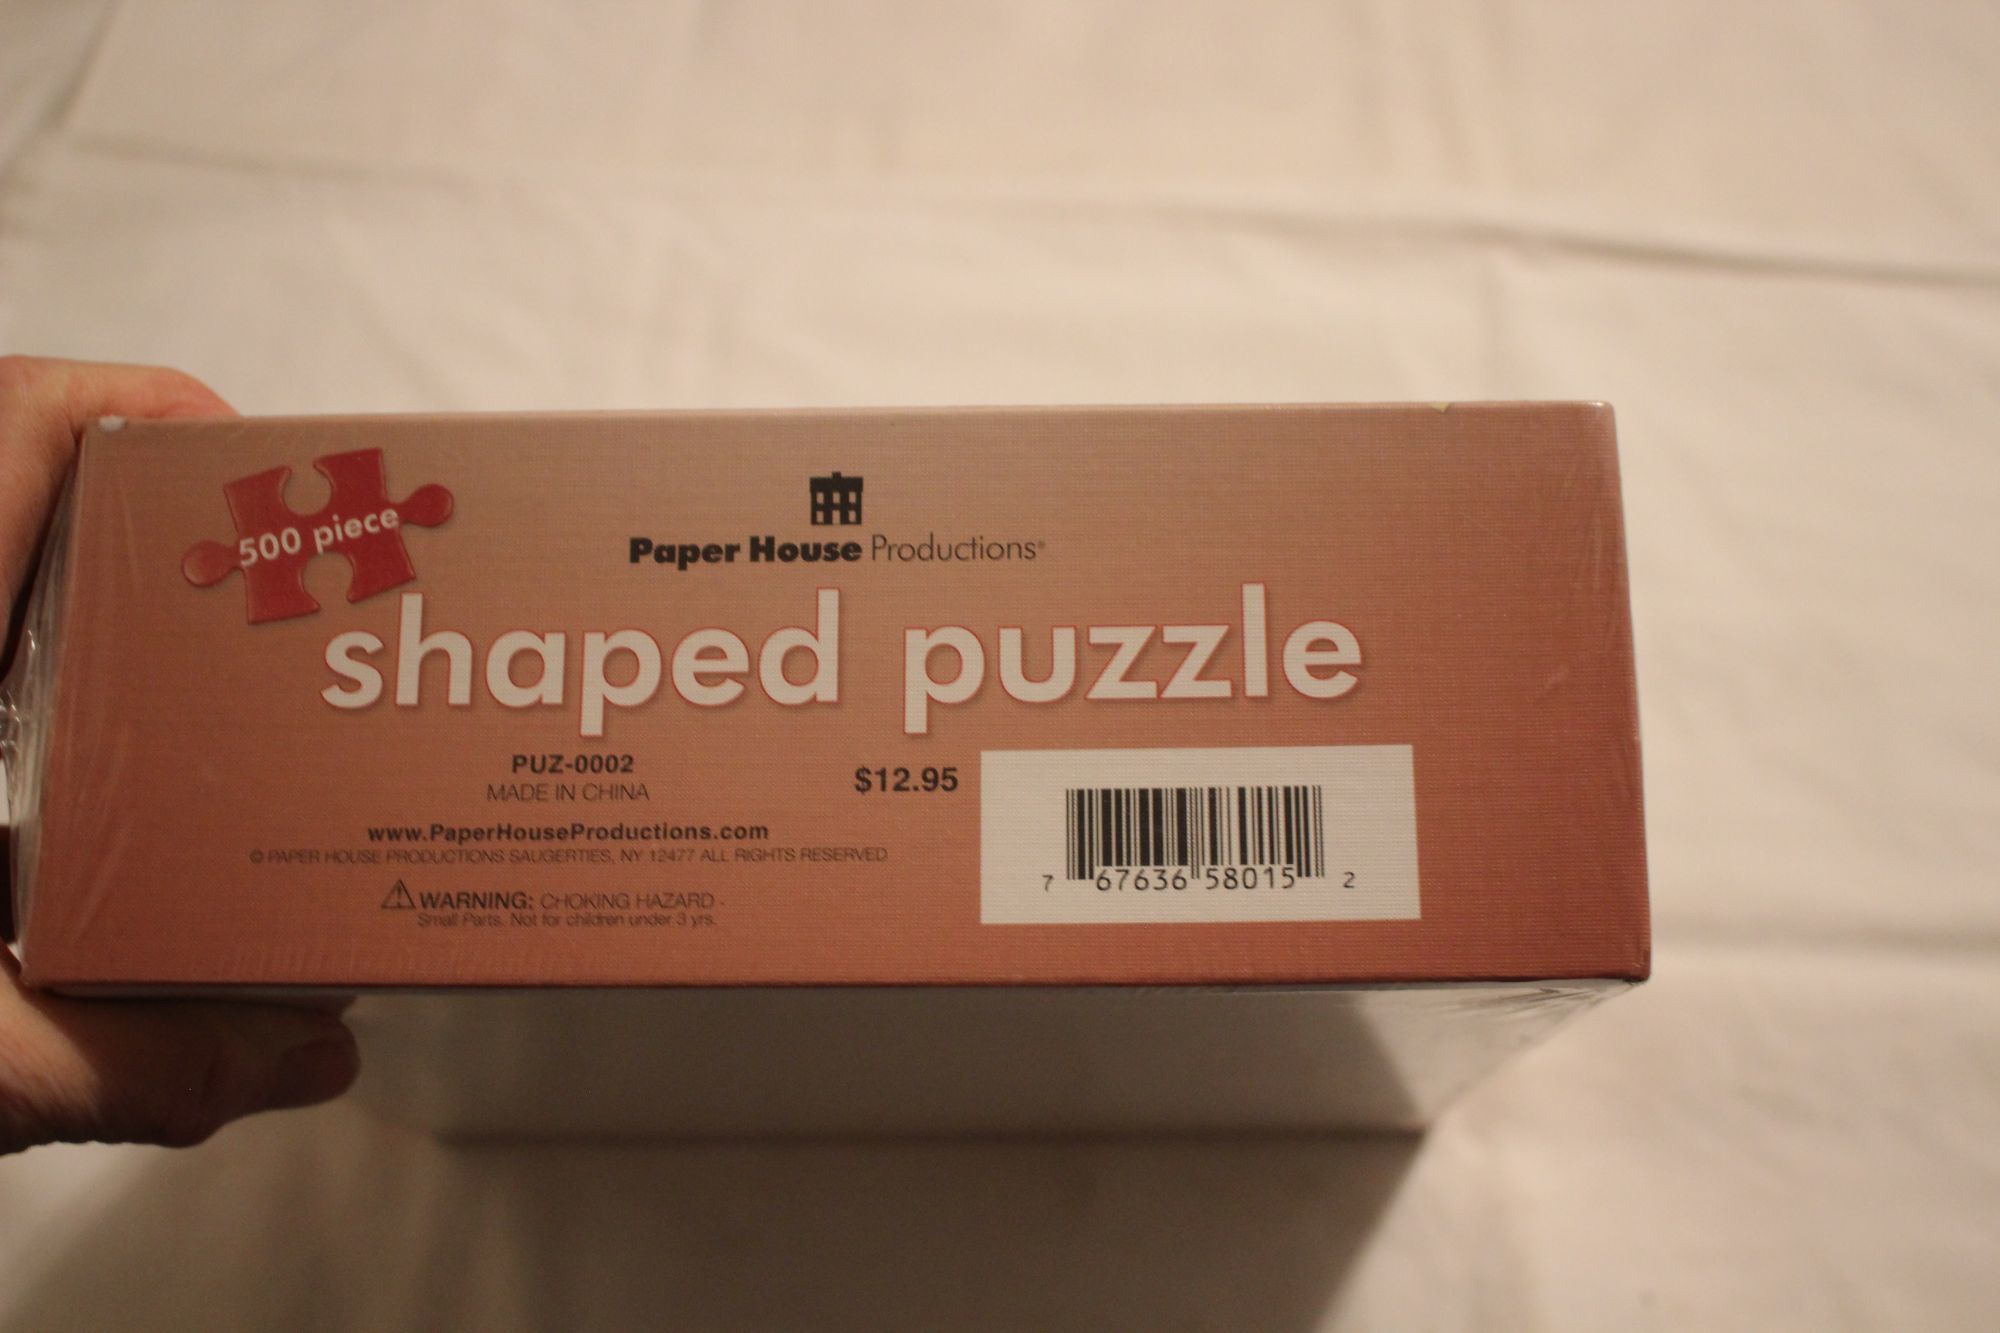 500 piece
Paper House Productions®
shaped puzzle
PUZ-0002
MADE IN CHINA
$12.95
www.PaperHouseProductions.com
© PAPER HOUSE PRODUCTIONS SAUGERTIES, NY 12477 ALL RIGHTS RESERVED
WARNING: CHOKING HAZARD -
Small Parts. Not for children under 3 yrs.
7 67636 58015 2